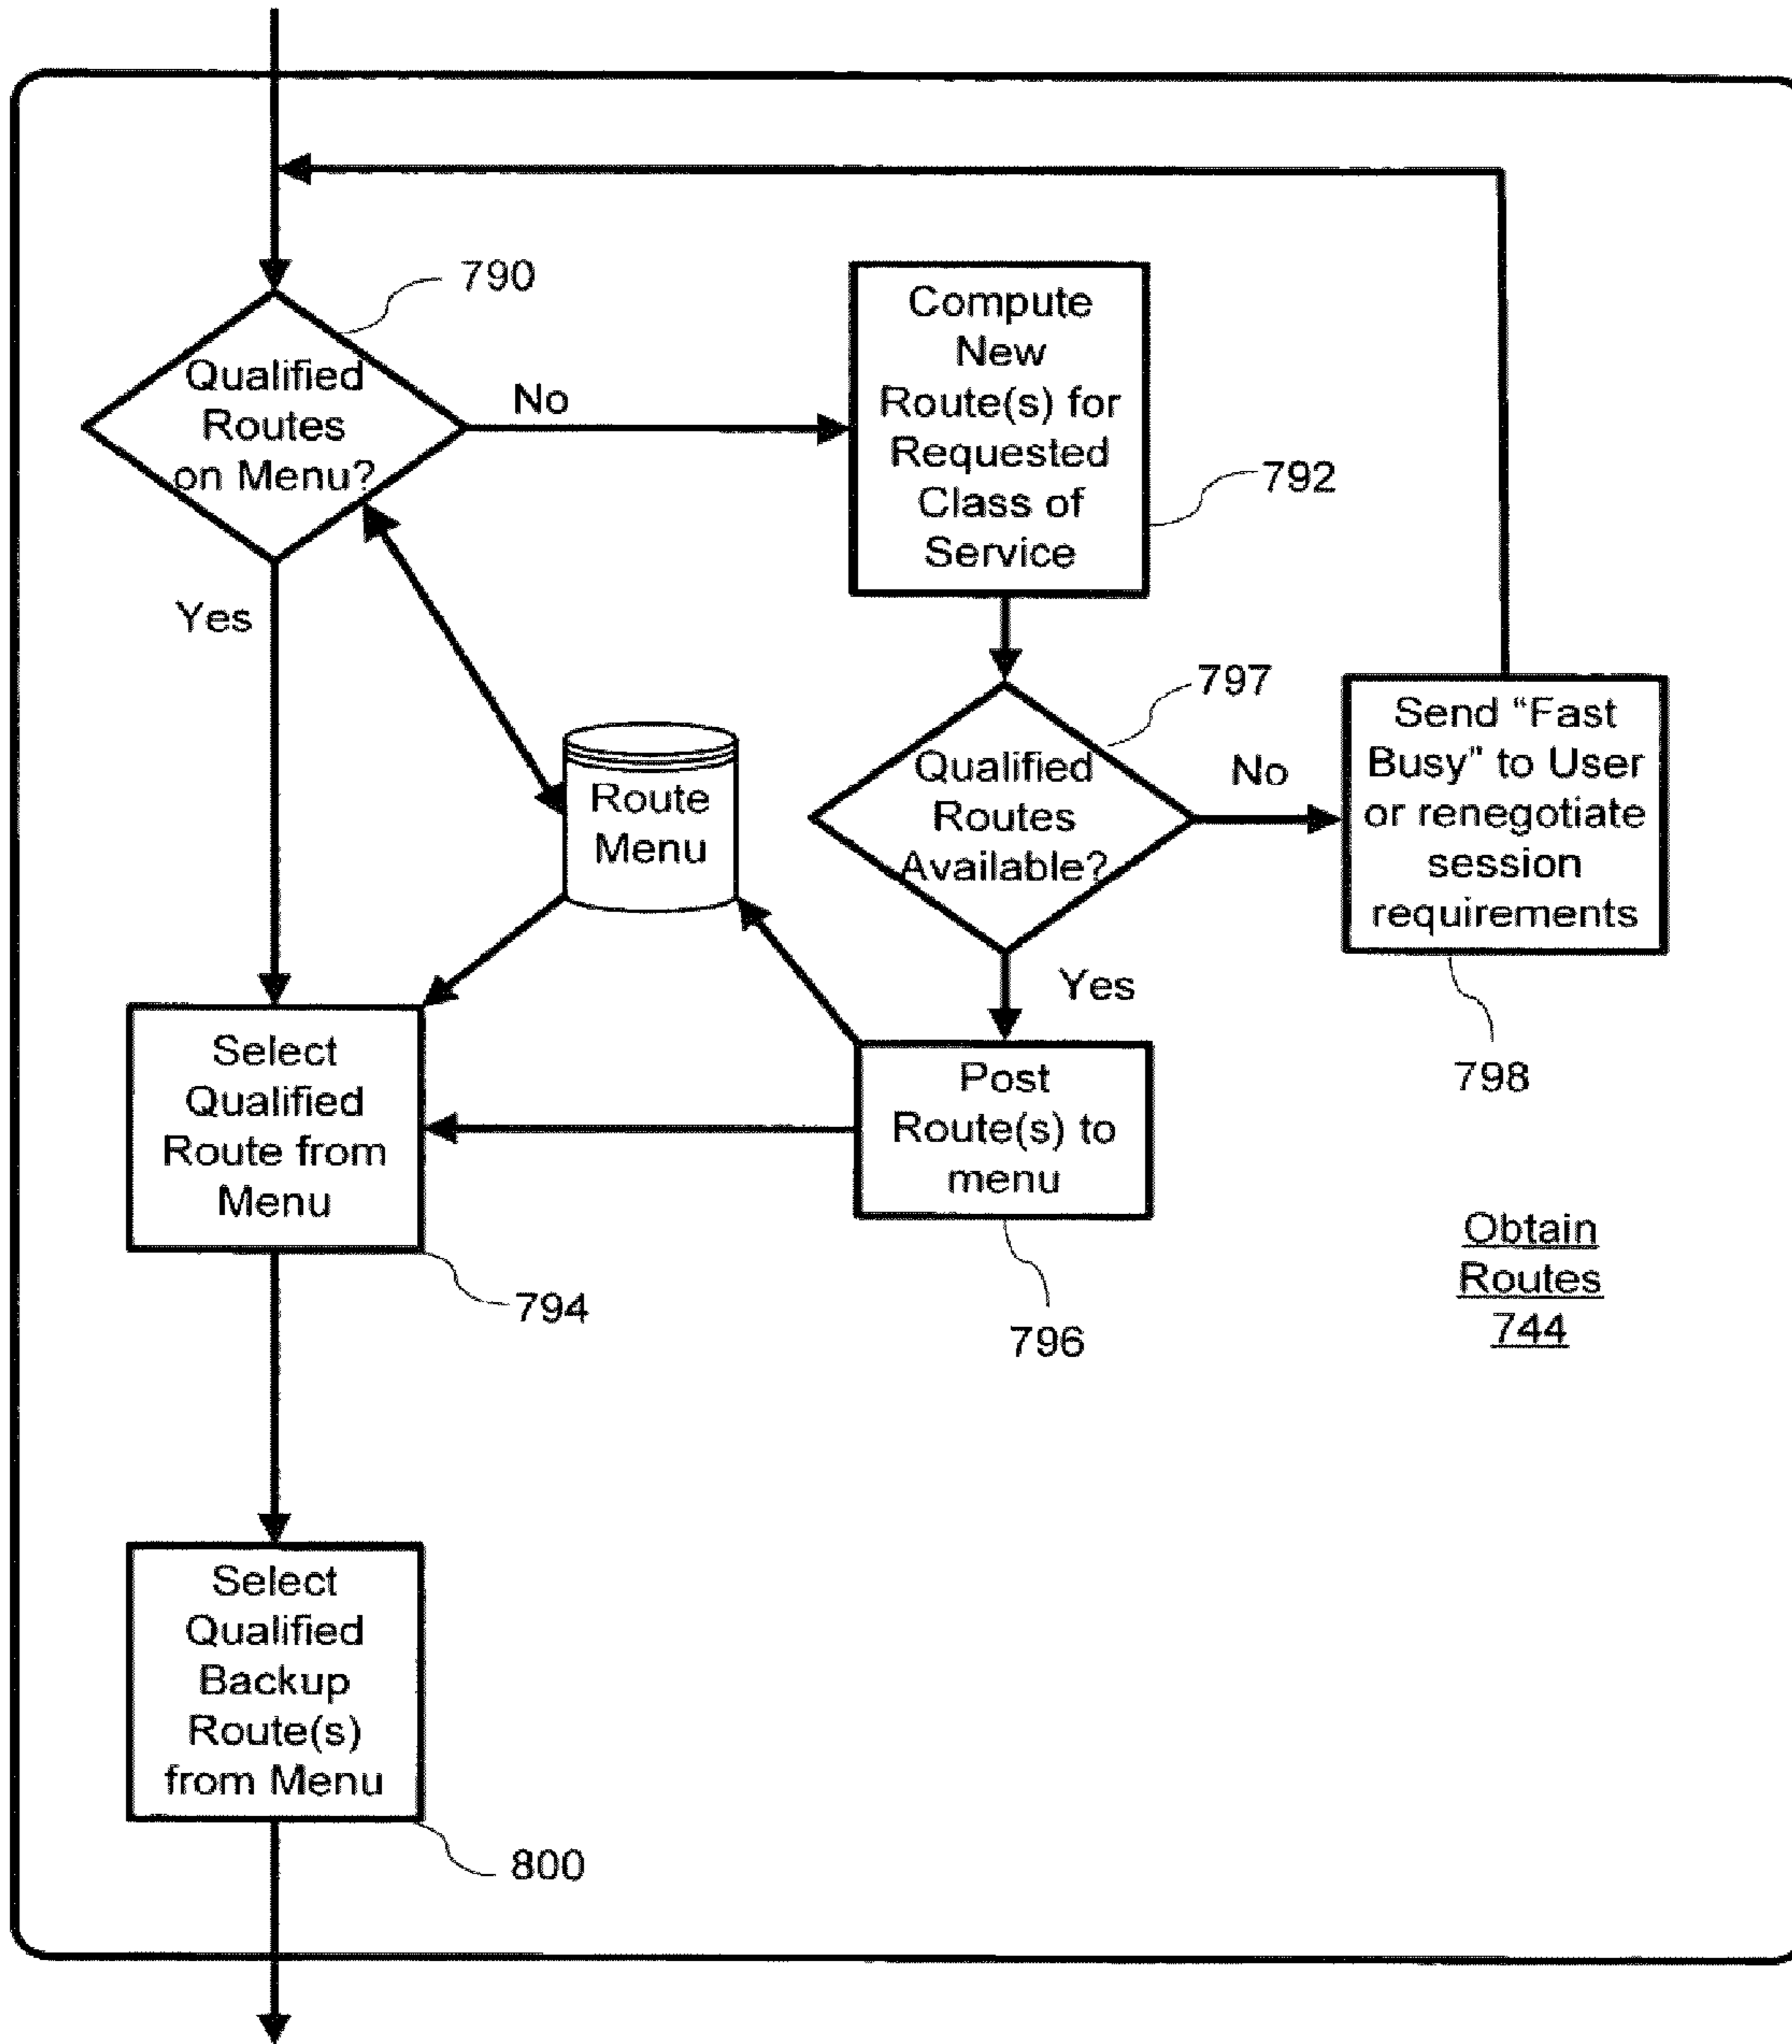 790
Qualified
Routes
on Menu?
No
Yes
Compute
New
Route(s) for
Requested
Class of
Service
792
797
Qualified
Routes
Available?
No
Yes
Send “Fast
Busy” to User
or renegotiate
session
requirements
798
Route
Menu
Select
Qualified
Route from
Menu
794
Post
Route(s) to
menu
796
Obtain
Routes
744
Select
Qualified
Backup
Route(s)
from Menu
800